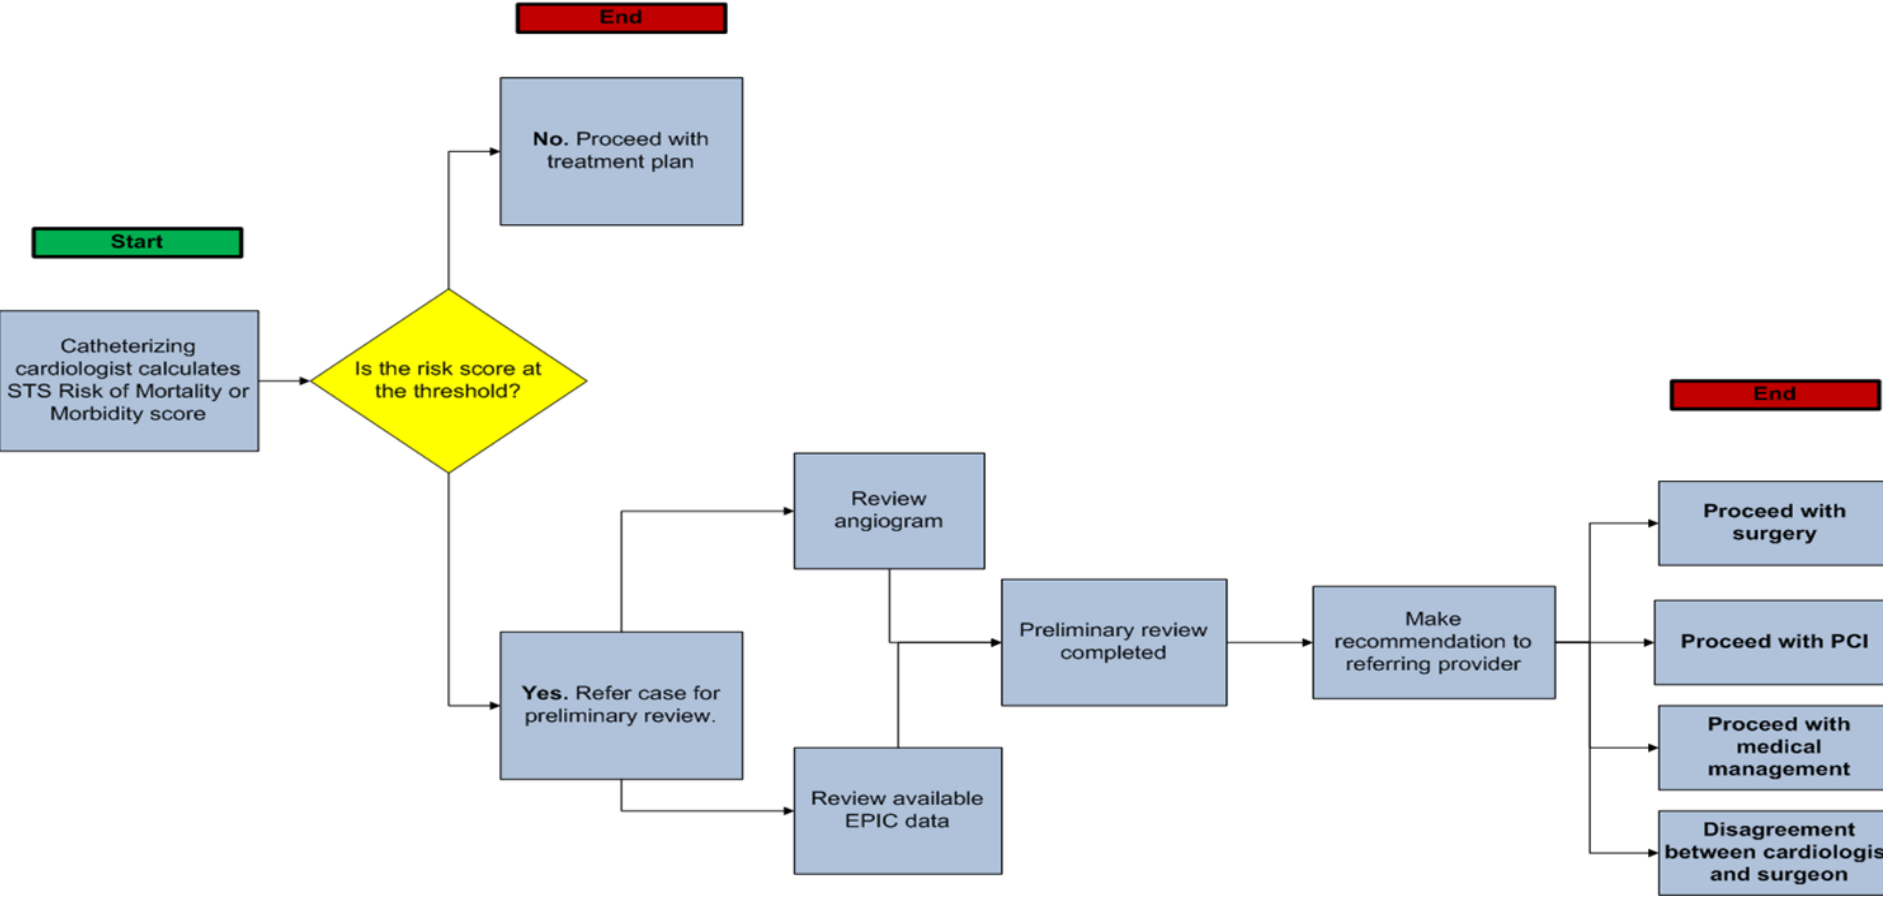 End
No. Proceed with
treatment plan
Start
Catheterizing
cardiologist calculates
STS Risk of Mortality or
Morbidity score
Is the risk score at
the threshold?
Yes. Refer case for
preliminary review.
Review
angiogram
Review available
EPIC data
Preliminary review
completed
Make
recommendation to
referring provider
End
Proceed with
surgery
Proceed with PCI
Proceed with
medical
management
Disagreement
between cardiologis
and surgeon